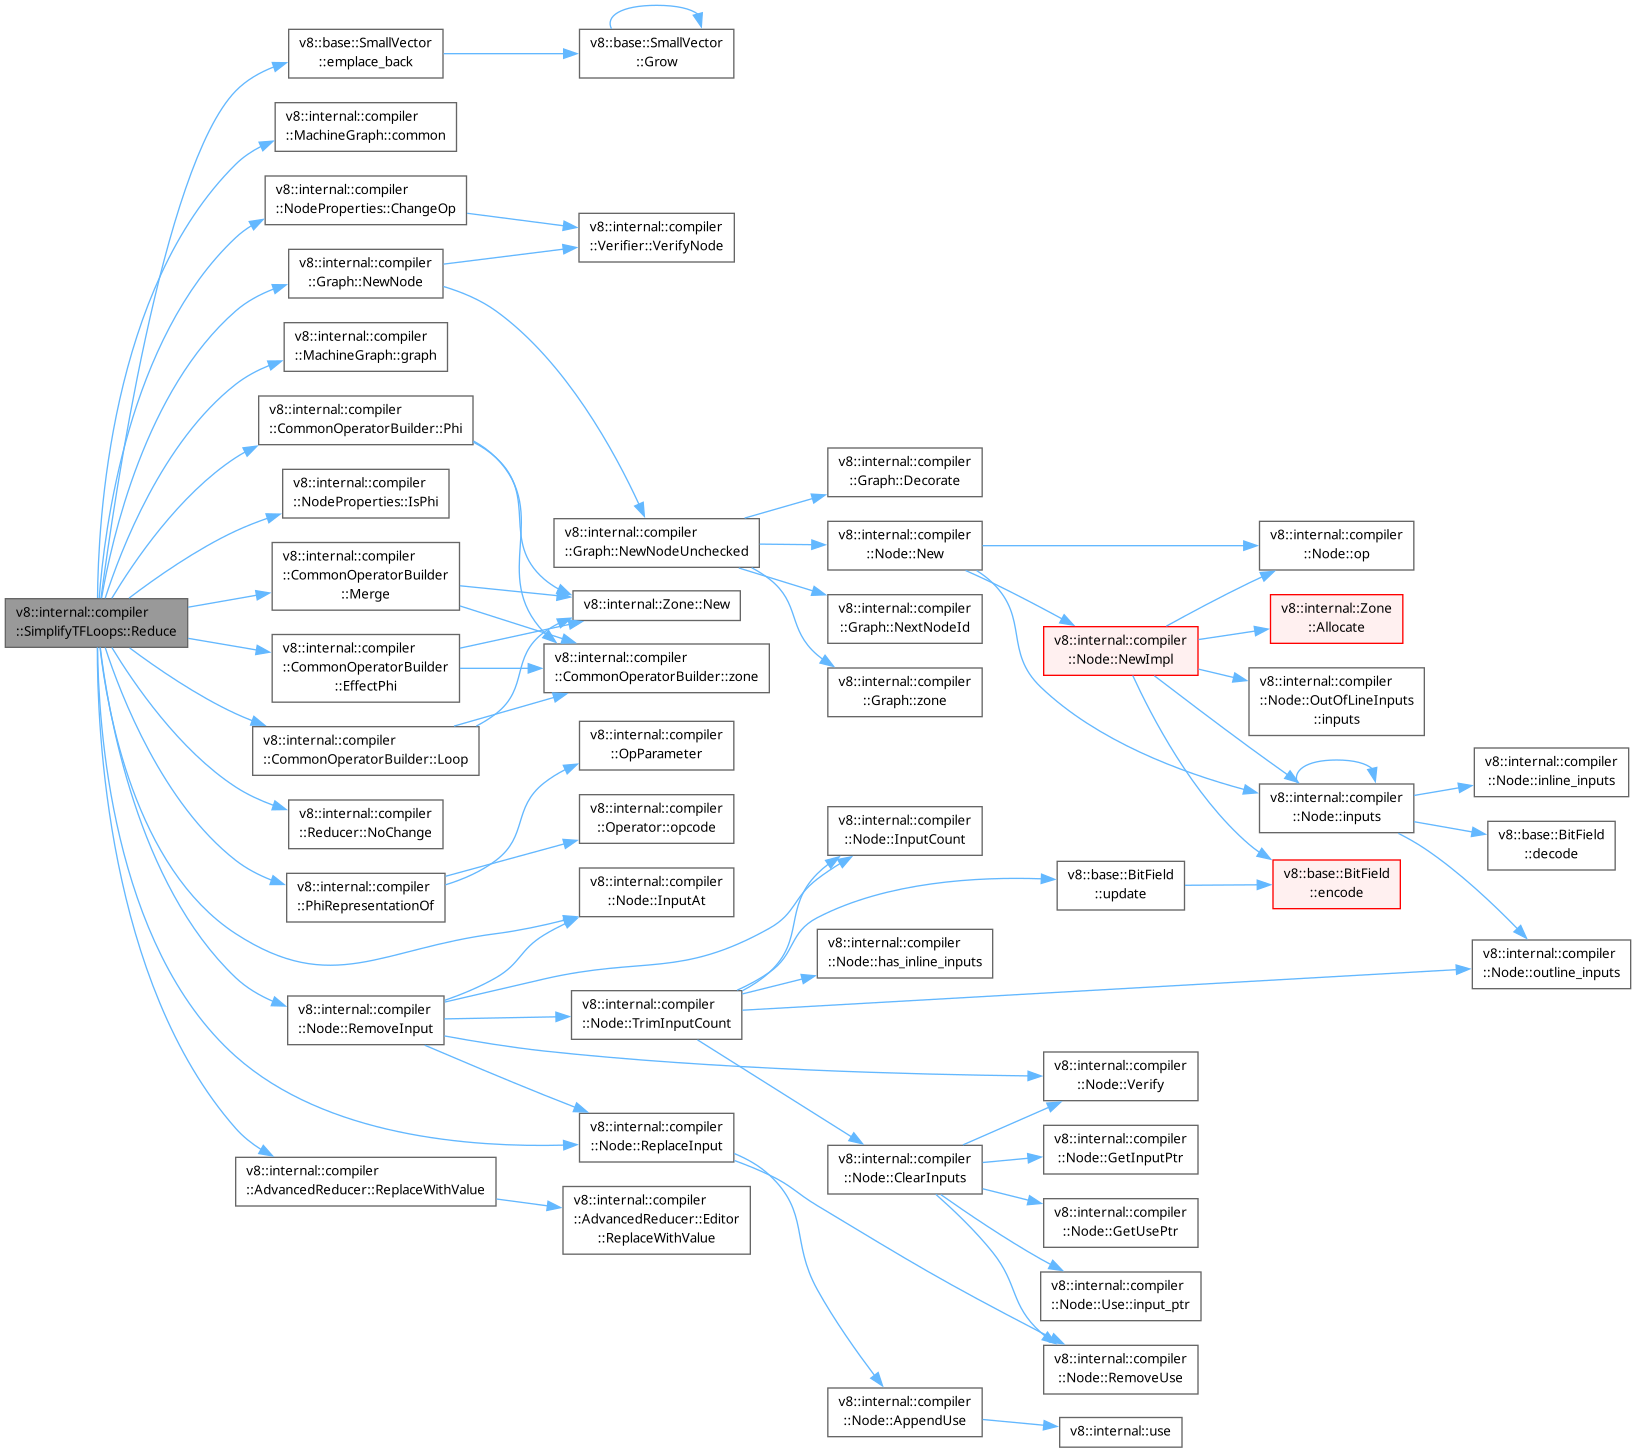 v8::internal::compiler
::SimplifyTFLoops::Reduce
v8::base::SmallVector
::emplace_back
v8::base::SmallVector
::Grow
v8::internal::compiler
::MachineGraph::common
v8::internal::compiler
::NodeProperties::ChangeOp
v8::internal::compiler
::Verifier::VerifyNode
v8::internal::compiler
::Graph::NewNode
v8::internal::compiler
::MachineGraph::graph
v8::internal::compiler
::CommonOperatorBuilder::Phi
v8::internal::compiler
::NodeProperties::IsPhi
v8::internal::compiler
::CommonOperatorBuilder
::Merge
v8::internal::compiler
::CommonOperatorBuilder
::EffectPhi
v8::internal::compiler
::CommonOperatorBuilder::Loop
v8::internal::compiler
::Reducer::NoChange
v8::internal::compiler
::PhiRepresentationOf
v8::internal::compiler
::Node::RemoveInput
v8::internal::compiler
::AdvancedReducer::ReplaceWithValue
v8::internal::compiler
::Graph::NewNodeUnchecked
v8::internal::Zone::New
v8::internal::compiler
::CommonOperatorBuilder::zone
v8::internal::compiler
::OpParameter
v8::internal::compiler
::Operator::opcode
v8::internal::compiler
::Node::InputAt
v8::internal::compiler
::Node::TrimInputCount
v8::internal::compiler
::Node::ReplaceInput
v8::internal::compiler
::AdvancedReducer::Editor
::ReplaceWithValue
v8::internal::compiler
::Graph::Decorate
v8::internal::compiler
::Node::New
v8::internal::compiler
::Graph::NextNodeId
v8::internal::compiler
::Graph::zone
v8::internal::compiler
::Node::InputCount
v8::internal::compiler
::Node::has_inline_inputs
v8::internal::compiler
::Node::ClearInputs
v8::internal::compiler
::Node::AppendUse
v8::internal::compiler
::Node::NewImpl
v8::base::BitField
::update
v8::internal::compiler
::Node::Verify
v8::internal::compiler
::Node::GetInputPtr
v8::internal::compiler
::Node::GetUsePtr
v8::internal::compiler
::Node::Use::input_ptr
v8::internal::compiler
::Node::RemoveUse
v8::internal::use
v8::internal::compiler
::Node::op
v8::internal::Zone
::Allocate
v8::internal::compiler
::Node::OutOfLineInputs
::inputs
v8::internal::compiler
::Node::inputs
v8::base::BitField
::encode
v8::internal::compiler
::Node::inline_inputs
v8::base::BitField
::decode
v8::internal::compiler
::Node::outline_inputs